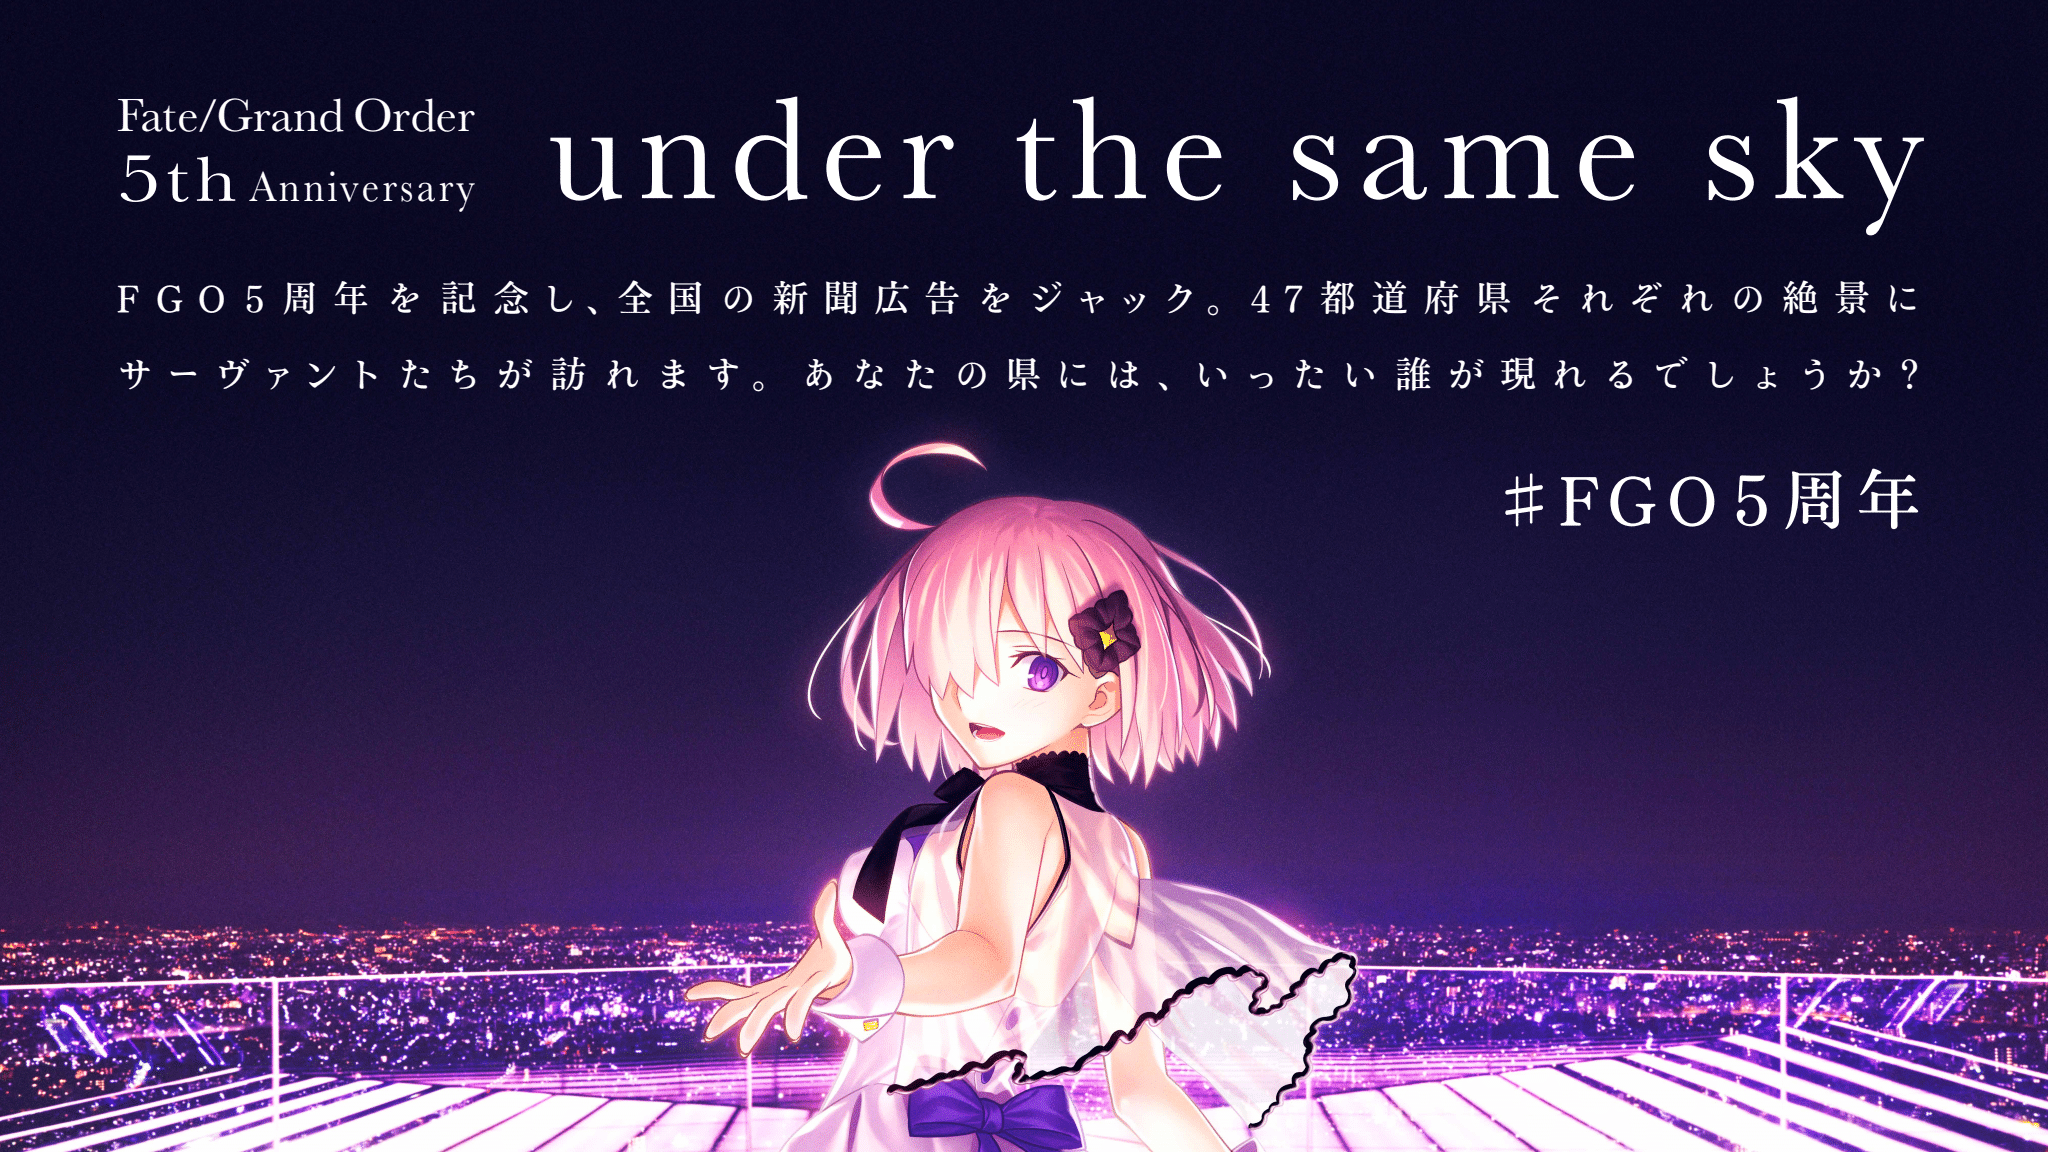 Fate/Grand Order
5th Anniversary
under the same sky
FGO5周年を記念し、全国の新聞広告をジャック。47都道府県それぞれの絶景に
サーヴァントたちが訪れます。あなたの県には、いったい誰が現れるでしょうか?
#FGO5周年